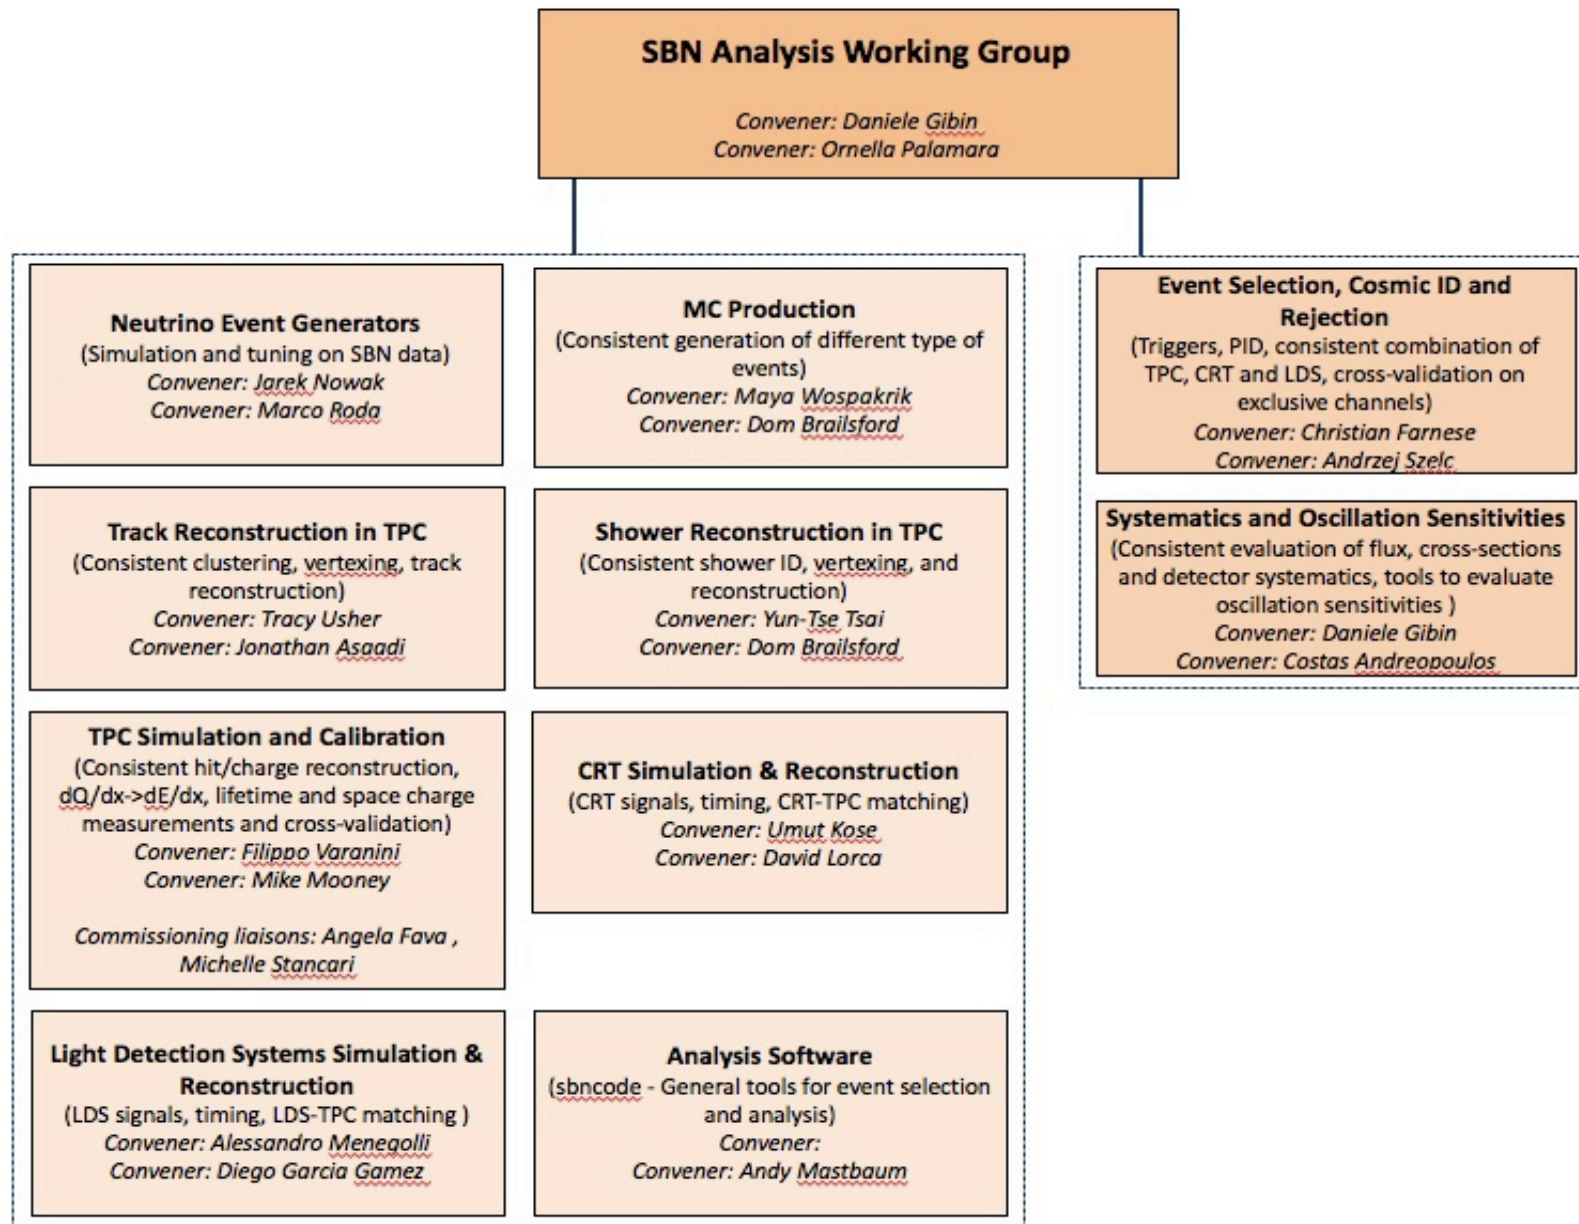 SBN Analysis Working Group
Convener: Daniele Gibin
Convener: Ornella Palamara
Neutrino Event Generators
(Simulation and tuning on SBN data)
Convener: Jarek Nowak
Convener: Marco Roda
MC Production
(Consistent generation of different type of
events)
Convener: Maya Wospakrik
Convener: Dom Brailsford
Event Selection, Cosmic ID and
Rejection
(Triggers, PID, consistent combination of
TPC, CRT and LDS, cross-validation on
exclusive channels)
Convener: Christian Farnese
Convener: Andrzej Szelc
Track Reconstruction in TPC
(Consistent clustering, vertexing, track
reconstruction)
Convener: Tracy Usher
Convener: Jonathan Asaadi
Shower Reconstruction in TPC
(Consistent shower ID, vertexing, and
reconstruction)
Convener: Yun-Tse Tsai
Convener: Dom Brailsford
Systematics and Oscillation Sensitivities
(Consistent evaluation of flux, cross-sections
and detector systematics, tools to evaluate
oscillation sensitivities )
Convener: Daniele Gibin
Convener: Costas Andreopoulos
TPC Simulation and Calibration
(Consistent hit/charge reconstruction,
dQ/dx->dE/dx, lifetime and space charge
measurements and cross-validation)
Convener: Filippo Varanini
Convener: Mike Mooney
Commissioning liaisons: Angela Fava ,
Michelle Stancari
CRT Simulation & Reconstruction
(CRT signals, timing, CRT-TPC matching)
Convener: Umut Kose
Convener: David Lorca
Light Detection Systems Simulation &
Reconstruction
(LDS signals, timing, LDS-TPC matching )
Convener: Alessandro Menegolli
Convener: Diego Garcia Gamez
Analysis Software
(sbncode - General tools for event selection
and analysis)
Convener:
Convener: Andy Mastbaum